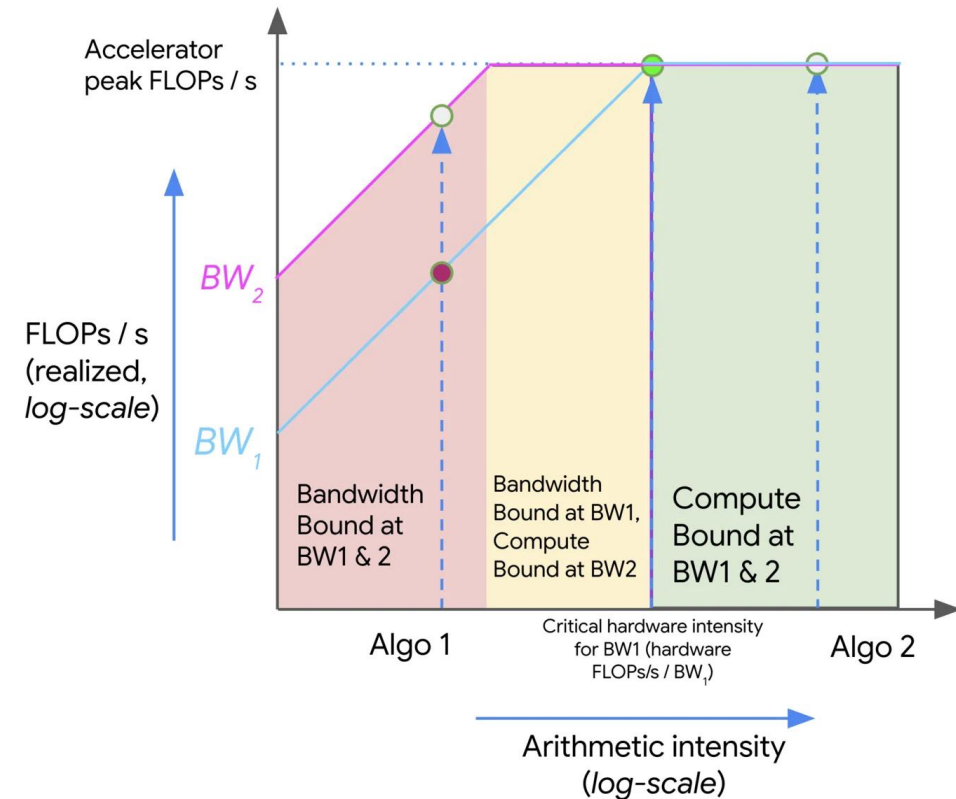 Accelerator
peak FLOPs / s
BW2
FLOPs / s
(realized,
log-scale)
BW1
Bandwidth
Bound at
BW1 & 2
Bandwidth
Bound at BW1,
Compute
Bound at BW2
Compute
Bound at
BW1 & 2
Algo 1
Critical hardware intensity
for BW1 (hardware
FLOPs/s / BW1)
Algo 2
Arithmetic intensity
(log-scale)